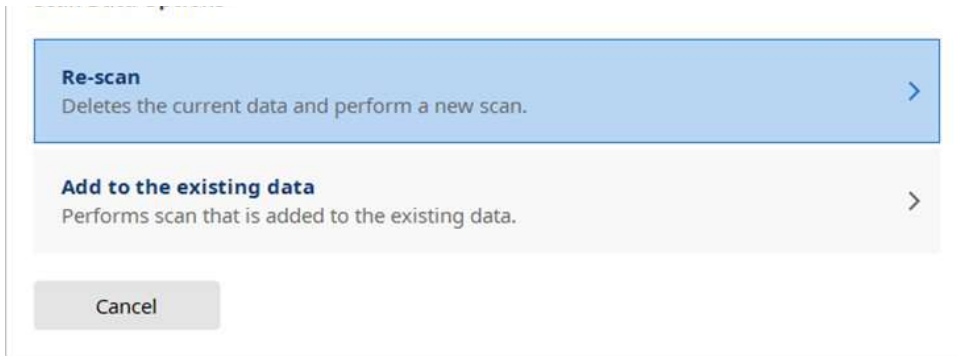 Re-scan
Deletes the current data and perform a new scan.
Add to the existing data
Performs scan that is added to the existing data.
Cancel